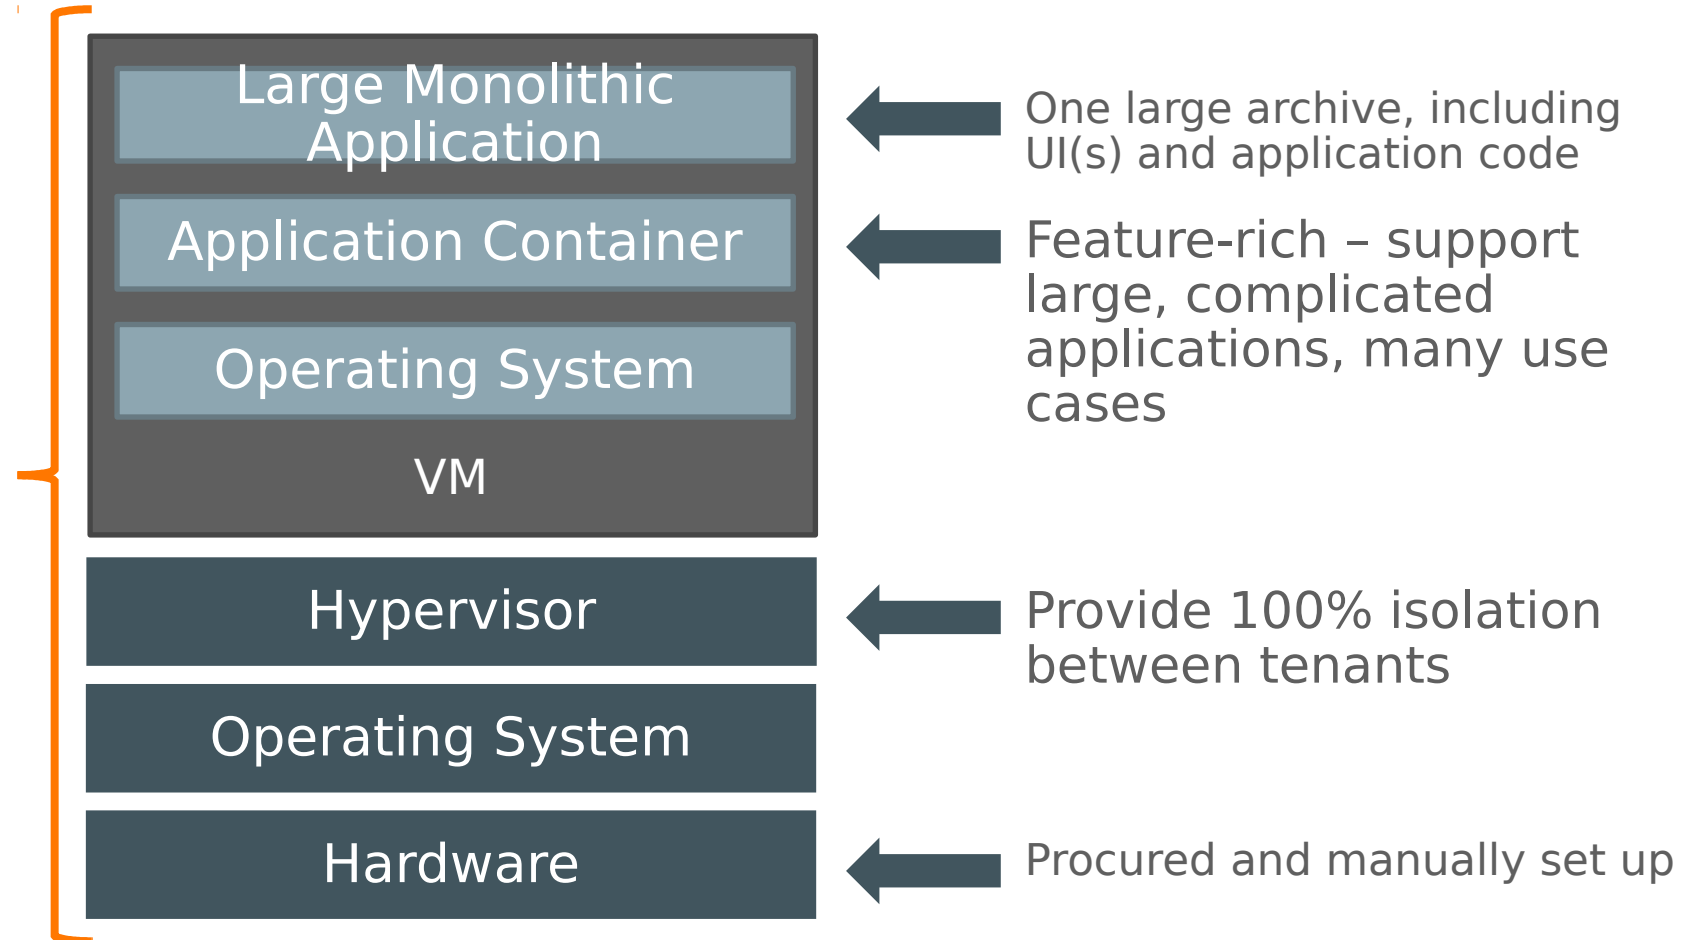 Large Monolithic
Application
One large archive, including
UI(s) and application code
Application Container
Feature-rich – support
large, complicated
applications, many use
cases
Operating System
VM
Hypervisor
Provide 100% isolation
between tenants
Operating System
Hardware
Procured and manually set up